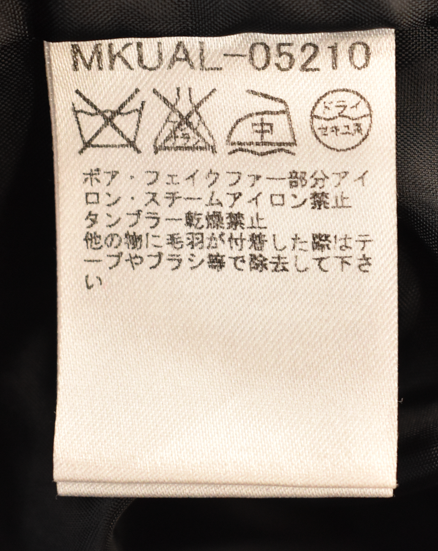 MKUAL-05210
中
ドライ
セキユ系
ボア・フェイクファー部分アイ
ロン・スチームアイロン禁止
タンブラー乾燥禁止
他の物に毛羽が付着した際はテ
ープやブラシ等で除去して下さ
い